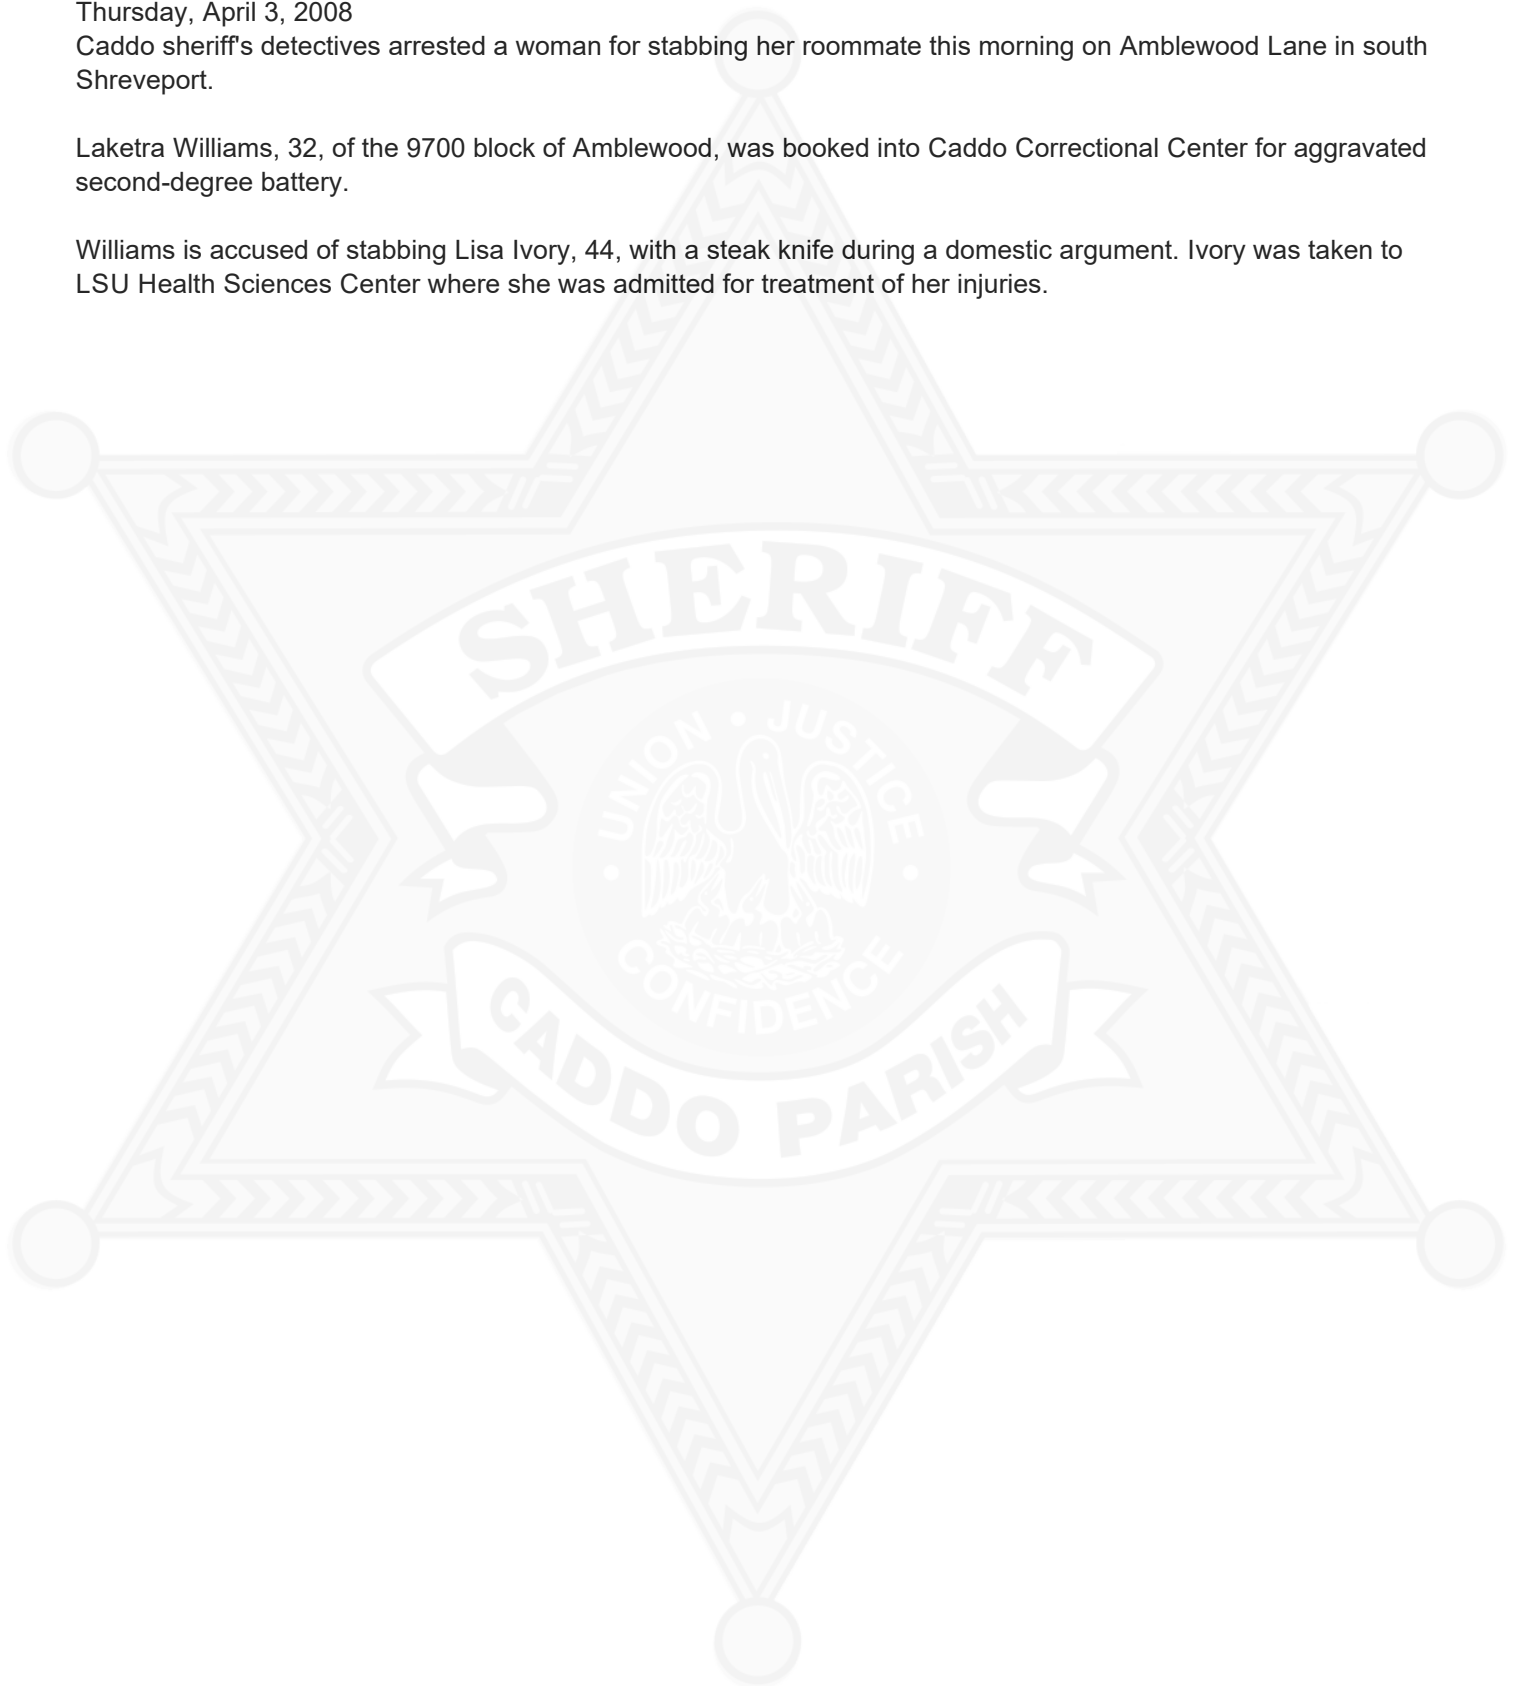 Thursday, April 3, 2008
Caddo sheriff's detectives arrested a woman for stabbing her roommate this morning on Amblewood Lane in south
Shreveport.
Laketra Williams, 32, of the 9700 block of Amblewood, was booked into Caddo Correctional Center for aggravated
second-degree battery.
Williams is accused of stabbing Lisa Ivory, 44, with a steak knife during a domestic argument. Ivory was taken to
LSU Health Sciences Center where she was admitted for treatment of her injuries.
SHERIFF
UNION • JUSTICE
• CONFIDENCE •
CADDO PARISH